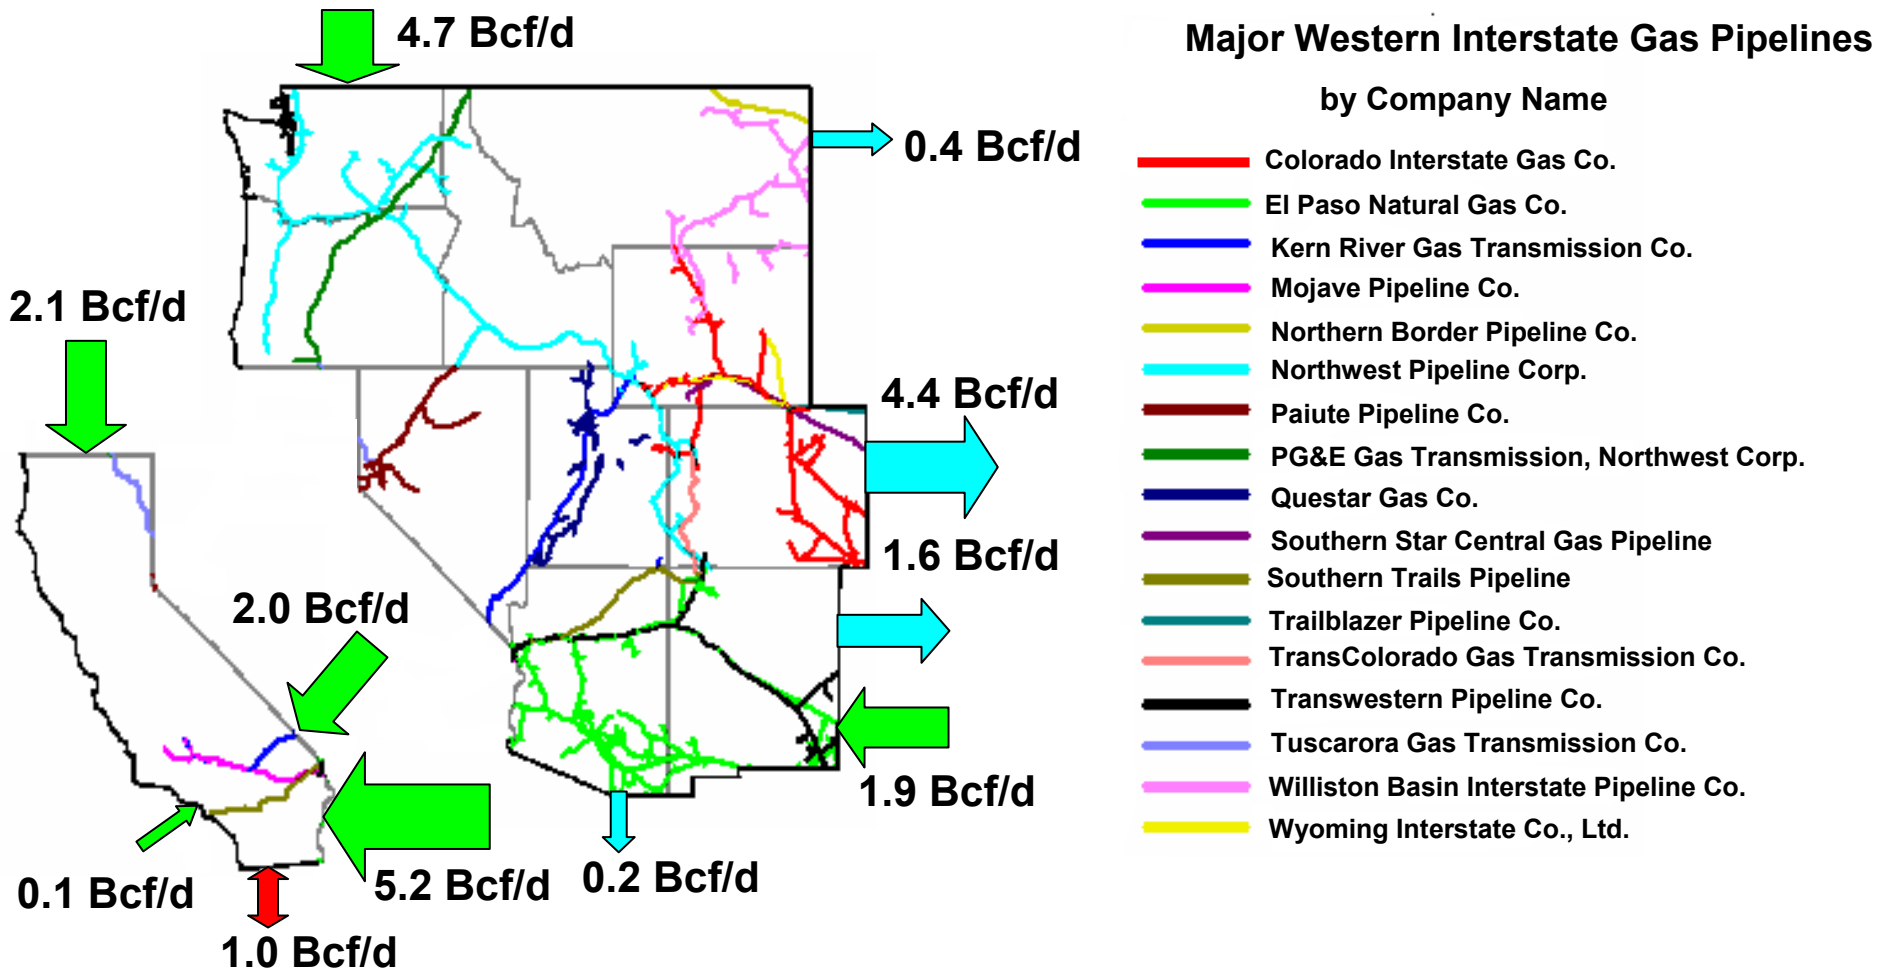 4.7 Bcf/d
0.4 Bcf/d
2.1 Bcf/d
4.4 Bcf/d
1.6 Bcf/d
2.0 Bcf/d
1.9 Bcf/d
0.1 Bcf/d
5.2 Bcf/d
0.2 Bcf/d
1.0 Bcf/d
Major Western Interstate Gas Pipelines
by Company Name
Colorado Interstate Gas Co.
El Paso Natural Gas Co.
Kern River Gas Transmission Co.
Mojave Pipeline Co.
Northern Border Pipeline Co.
Northwest Pipeline Corp.
Paiute Pipeline Co.
PG&E Gas Transmission, Northwest Corp.
Questar Gas Co.
Southern Star Central Gas Pipeline
Southern Trails Pipeline
Trailblazer Pipeline Co.
TransColorado Gas Transmission Co.
Transwestern Pipeline Co.
Tuscarora Gas Transmission Co.
Williston Basin Interstate Pipeline Co.
Wyoming Interstate Co., Ltd.